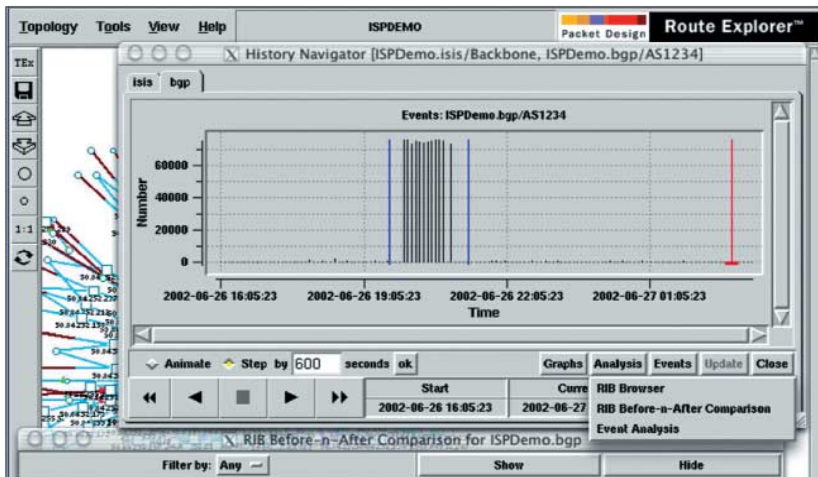 Topology Tools View Help ISPDEMO Packet Design Route Explorer™
TEx
History Navigator [ISPDemo.isis/Backbone, ISPDemo.bgp/AS1234]
isis bgp
Events: ISPDemo.bgp/AS1234
Number
60000
40000
20000
0
2002-06-26 16:05:23 2002-06-26 19:05:23 2002-06-26 22:05:23 2002-06-27 01:05:23
Time
1:1
Animate Step by 600 seconds ok Graphs Analysis Events Update Close
Start
2002-06-26 16:05:23 2002-06-27
RIB Browser
RIB Before-n-After Comparison
Event Analysis
RIB Before-n-After Comparison for ISPDemo.bgp
Filter by: Any Show Hide